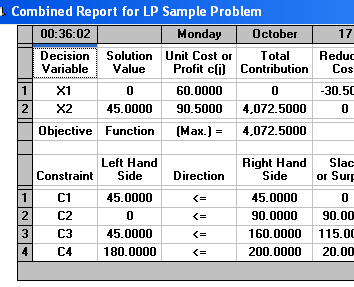 Combined Report for LP Sample Problem
00:36:02 Monday October 17
Decision Solution Unit Cost or Total Reduc
Variable Value Profit c(j) Contribution Cos
1 X1 0 60.0000 0 -30.50
2 X2 45.0000 90.5000 4,072.5000 0
Objective Function (Max.) = 4,072.5000
Left Hand Right Hand Slac
Constraint Side Direction Side or Surp
1 C1 45.0000 <= 45.0000 0
2 C2 0 <= 90.0000 90.00
3 C3 45.0000 <= 160.0000 115.00
4 C4 180.0000 <= 200.0000 20.00